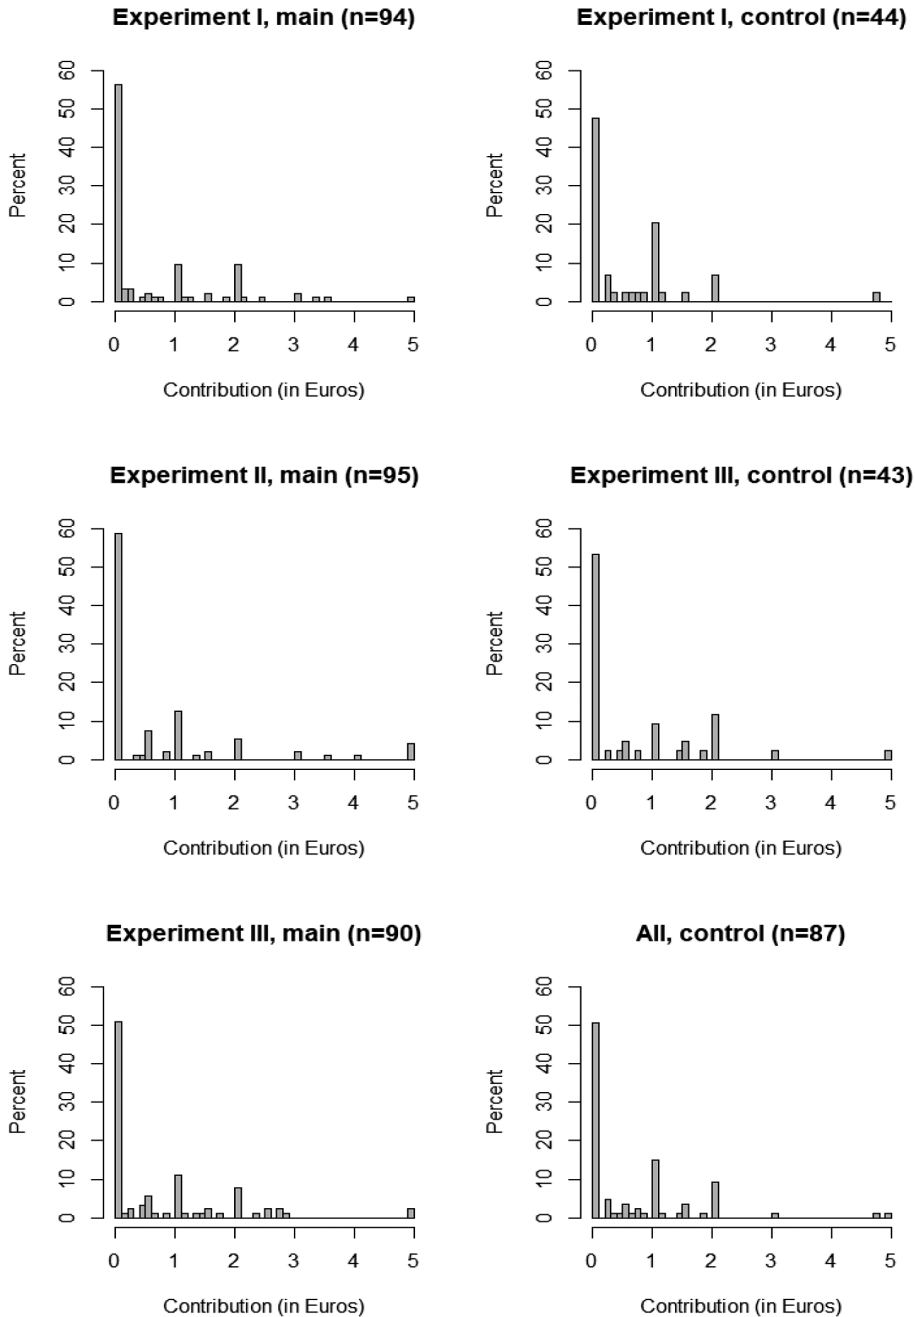 Experiment I, main (n=94)
Percent
0 10 20 30 40 50 60
0 1 2 3 4 5
Contribution (in Euros)
Experiment I, control (n=44)
Percent
0 10 20 30 40 50 60
0 1 2 3 4 5
Contribution (in Euros)
Experiment II, main (n=95)
Percent
0 10 20 30 40 50 60
0 1 2 3 4 5
Contribution (in Euros)
Experiment III, control (n=43)
Percent
0 10 20 30 40 50 60
0 1 2 3 4 5
Contribution (in Euros)
Experiment III, main (n=90)
Percent
0 10 20 30 40 50 60
0 1 2 3 4 5
Contribution (in Euros)
All, control (n=87)
Percent
0 10 20 30 40 50 60
0 1 2 3 4 5
Contribution (in Euros)